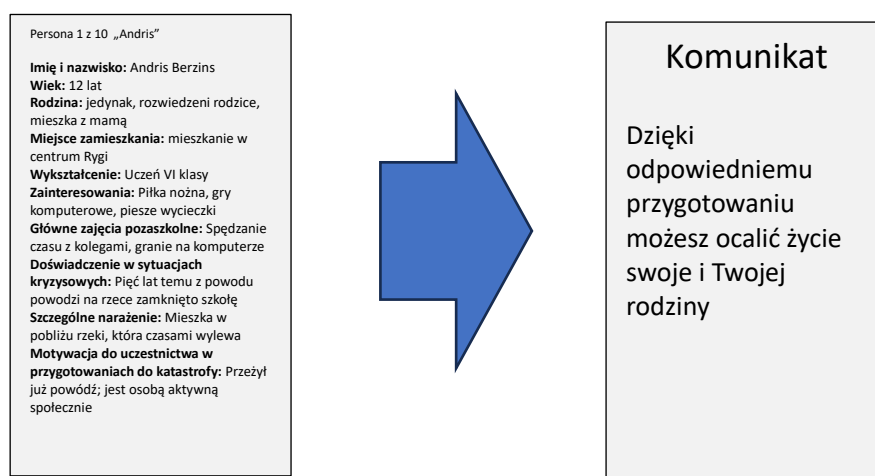 Persona 1 z 10 „Andris”
Imię i nazwisko: Andris Berzins
Wiek: 12 lat
Rodzina: jedynak, rozwiedzeni rodzice,
mieszka z mamą
Miejsce zamieszkania: mieszkanie w
centrum Rygi
Wykształcenie: Uczeń VI klasy
Zainteresowania: Piłka nożna, gry
komputerowe, piesze wycieczki
Główne zajęcia pozaszkolne: Spędzanie
czasu z kolegami, granie na komputerze
Doświadczenie w sytuacjach
kryzysowych: Pięć lat temu z powodu
powodzi na rzece zamknięto szkołę
Szczególne narażenie: Mieszka w
pobliżu rzeki, która czasami wylewa
Motywacja do uczestnictwa w
przygotowaniach do katastrofy: Przeżył
już powódź; jest osobą aktywną
społecznie
Komunikat
Dzięki
odpowiedniemu
przygotowaniu
możesz ocalić życie
swoje i Twojej
rodziny